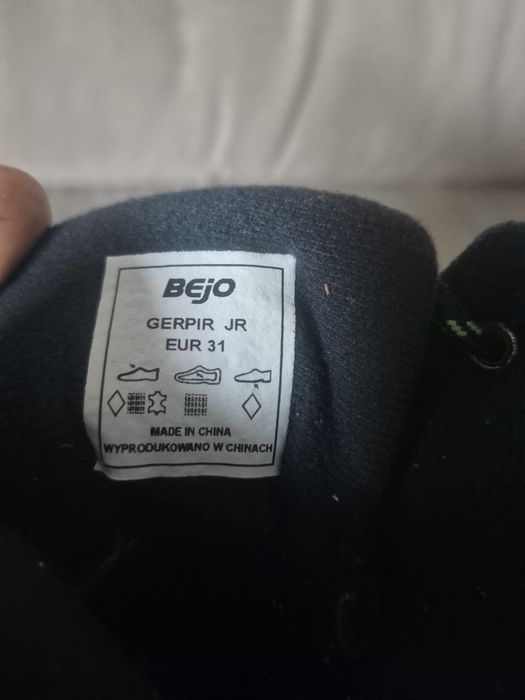 BEJO
GERPIR JR
EUR 31
MADE IN CHINA
WYPRODUKOWANO W CHINACH